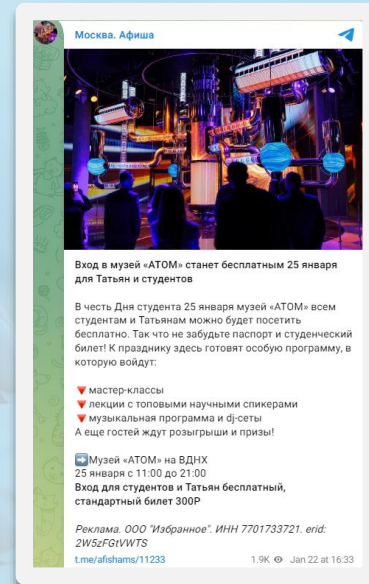 Москва. Афиша
Вход в музей «АТОМ» станет бесплатным 25 января
для Татьян и студентов
В честь Дня студента 25 января музей «АТОМ» всем
студентам и Татьянам можно будет посетить
бесплатно. Так что не забудьте паспорт и студенческий
билет! К празднику здесь готовят особую программу, в
которую войдут:
мастер-классы
лекции с топовыми научными спикерами
музыкальная программа и dj-сеты
А еще гостей ждут розыгрыши и призы!
Музей «АТОМ» на ВДНХ
25 января с 11:00 до 21:00
Вход для студентов и Татьян бесплатный,
стандартный билет 300Р
Реклама. ООО "Избранное". ИНН 7701733721. erid:
2W5zFGtVWTS
t.me/afishams/11233 1.9K Jan 22 at 16:33